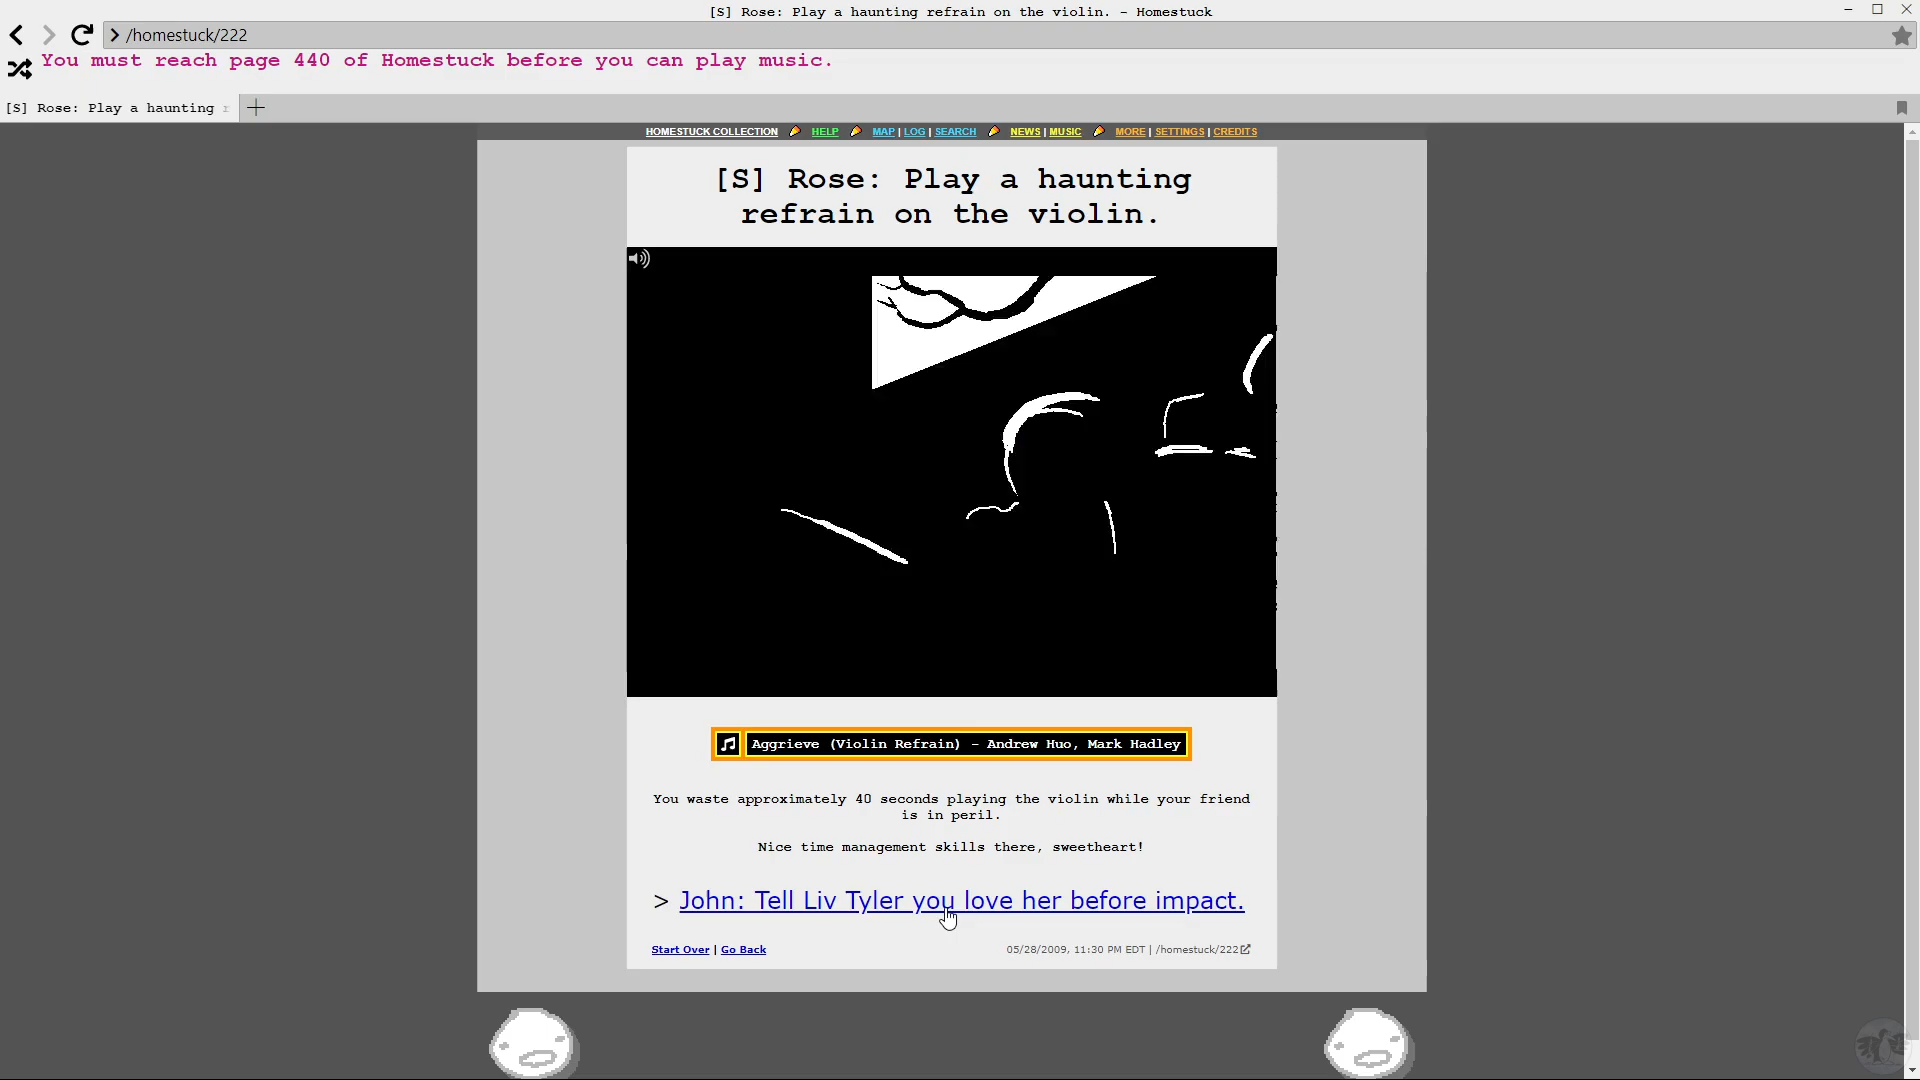 [S] Rose: Play a haunting refrain on the violin. - Homestuck
/homestuck/222
You must reach page 440 of Homestuck before you can play music.
[S] Rose: Play a haunting r
HOMESTUCK COLLECTION HELP MAP | LOG | SEARCH NEWS | MUSIC MORE | SETTINGS | CREDITS
[S] Rose: Play a haunting
refrain on the violin.
Aggrieve (Violin Refrain) - Andrew Huo, Mark Hadley
You waste approximately 40 seconds playing the violin while your friend
is in peril.
Nice time management skills there, sweetheart!
> John: Tell Liv Tyler you love her before impact.
Start Over | Go Back 05/28/2009, 11:30 PM EDT | /homestuck/222